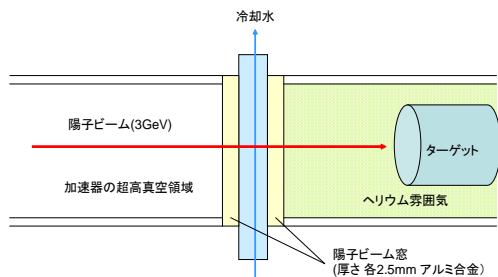 冷却水
陽子ビーム(3GeV)
ターゲット
加速器の超高真空領域
ヘリウム雰囲気
陽子ビーム窓
(厚さ 各2.5mm アルミ合金)